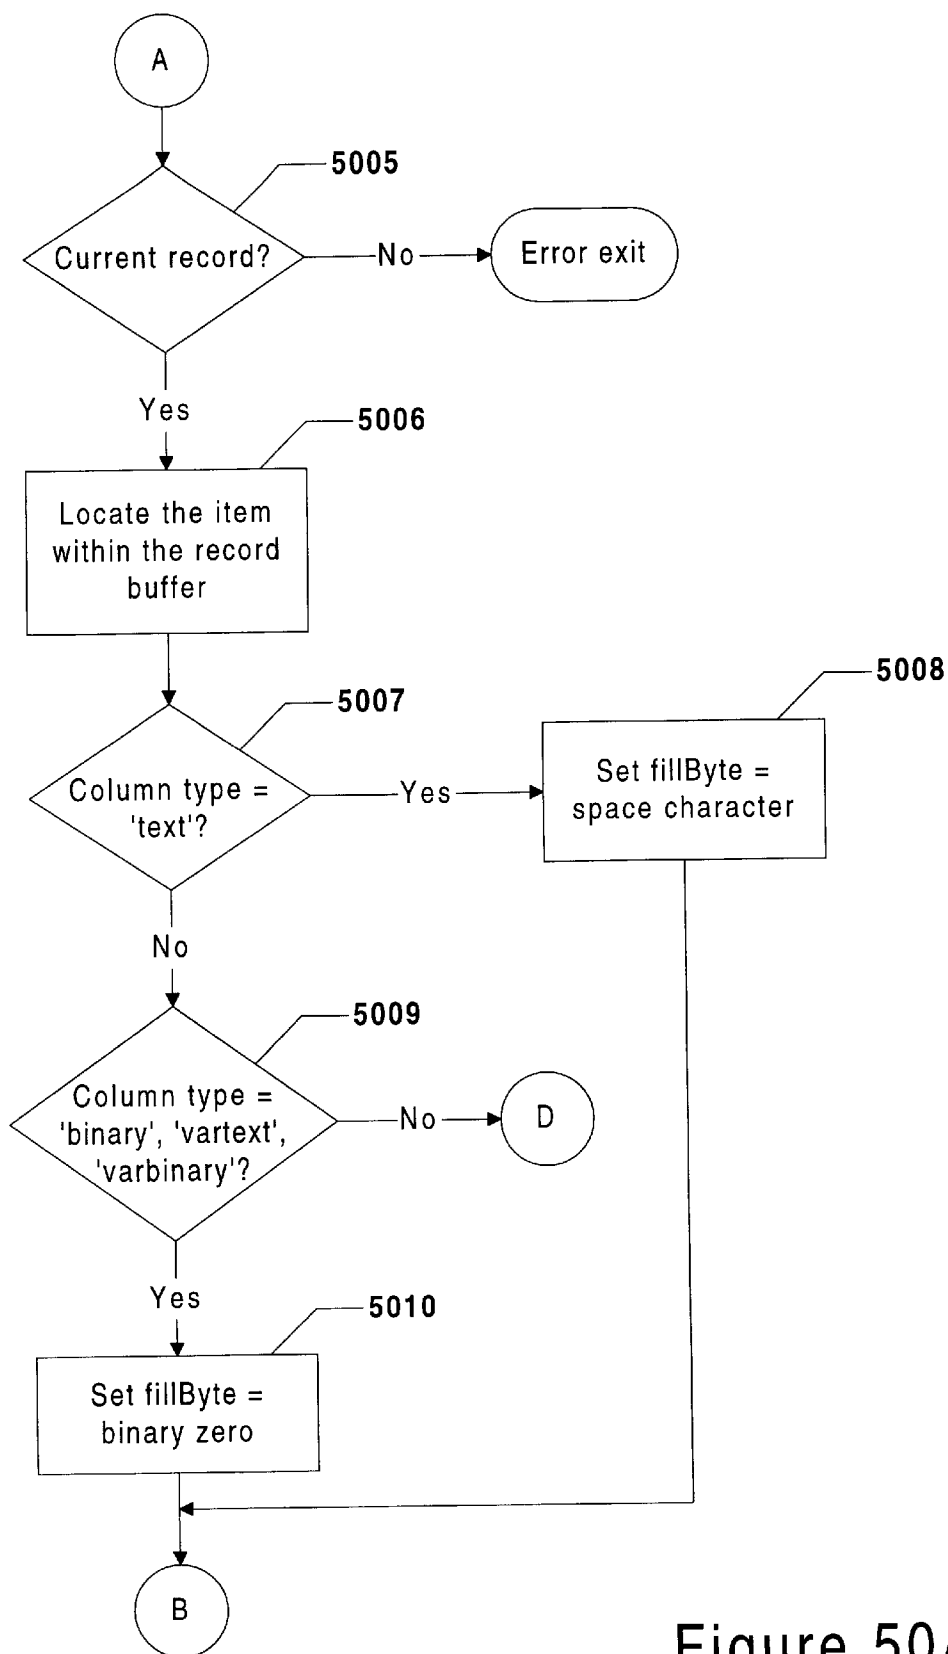 A
5005
Current record?
No
Error exit
Yes
5006
Locate the item
within the record
buffer
5007
5008
Column type =
'text'?
Yes
Set fillByte =
space character
No
5009
Column type =
'binary', 'vartext',
'varbinary'?
No
D
Yes
5010
Set fillByte =
binary zero
B
Figure 50